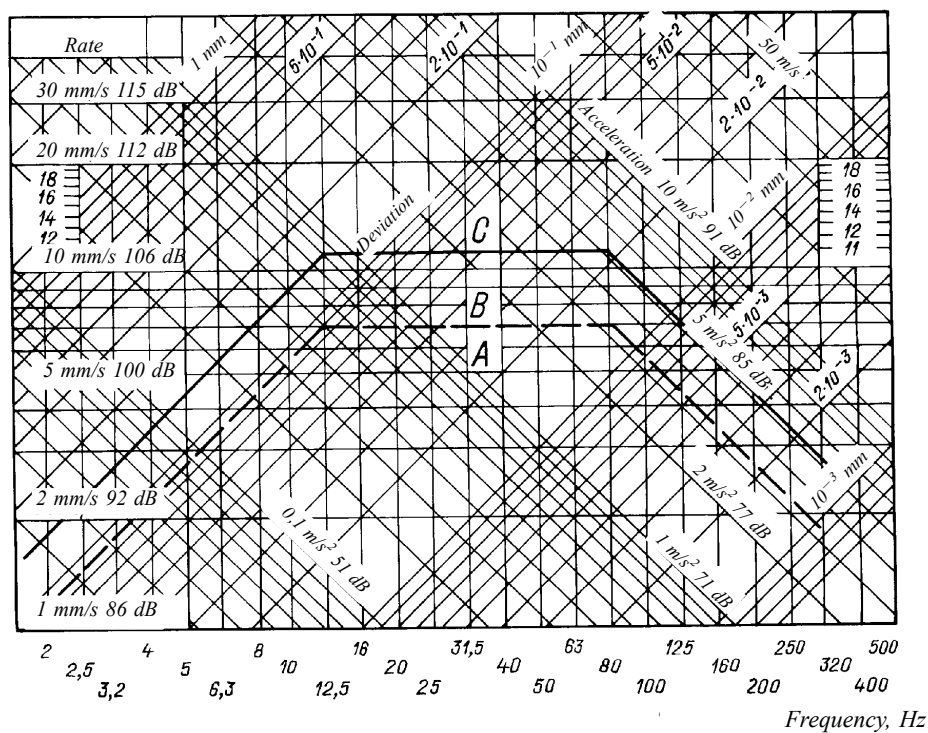 Rate
1 mm
5·10⁻¹
2·10⁻¹
10⁻¹ mm
5·10⁻²
50 m/s²
2·10⁻²
30 mm/s 115 dB
20 mm/s 112 dB
18
16
14
12
10 mm/s 106 dB
Deviation
Acceleration 10 m/s² 91 dB
10⁻² mm
18
16
14
12
11
C
B
A
5·10⁻³
5 m/s² 85 dB
2·10⁻³
5 mm/s 100 dB
2 mm/s 92 dB
0,1 m/s² 51 dB
2 m/s² 77 dB
10⁻³ mm
1 m/s² 71 dB
1 mm/s 86 dB
2 4 8 16 31,5 63 125 250 500
2,5 5 10 20 40 80 160 320
3,2 6,3 12,5 25 50 100 200 400
Frequency, Hz